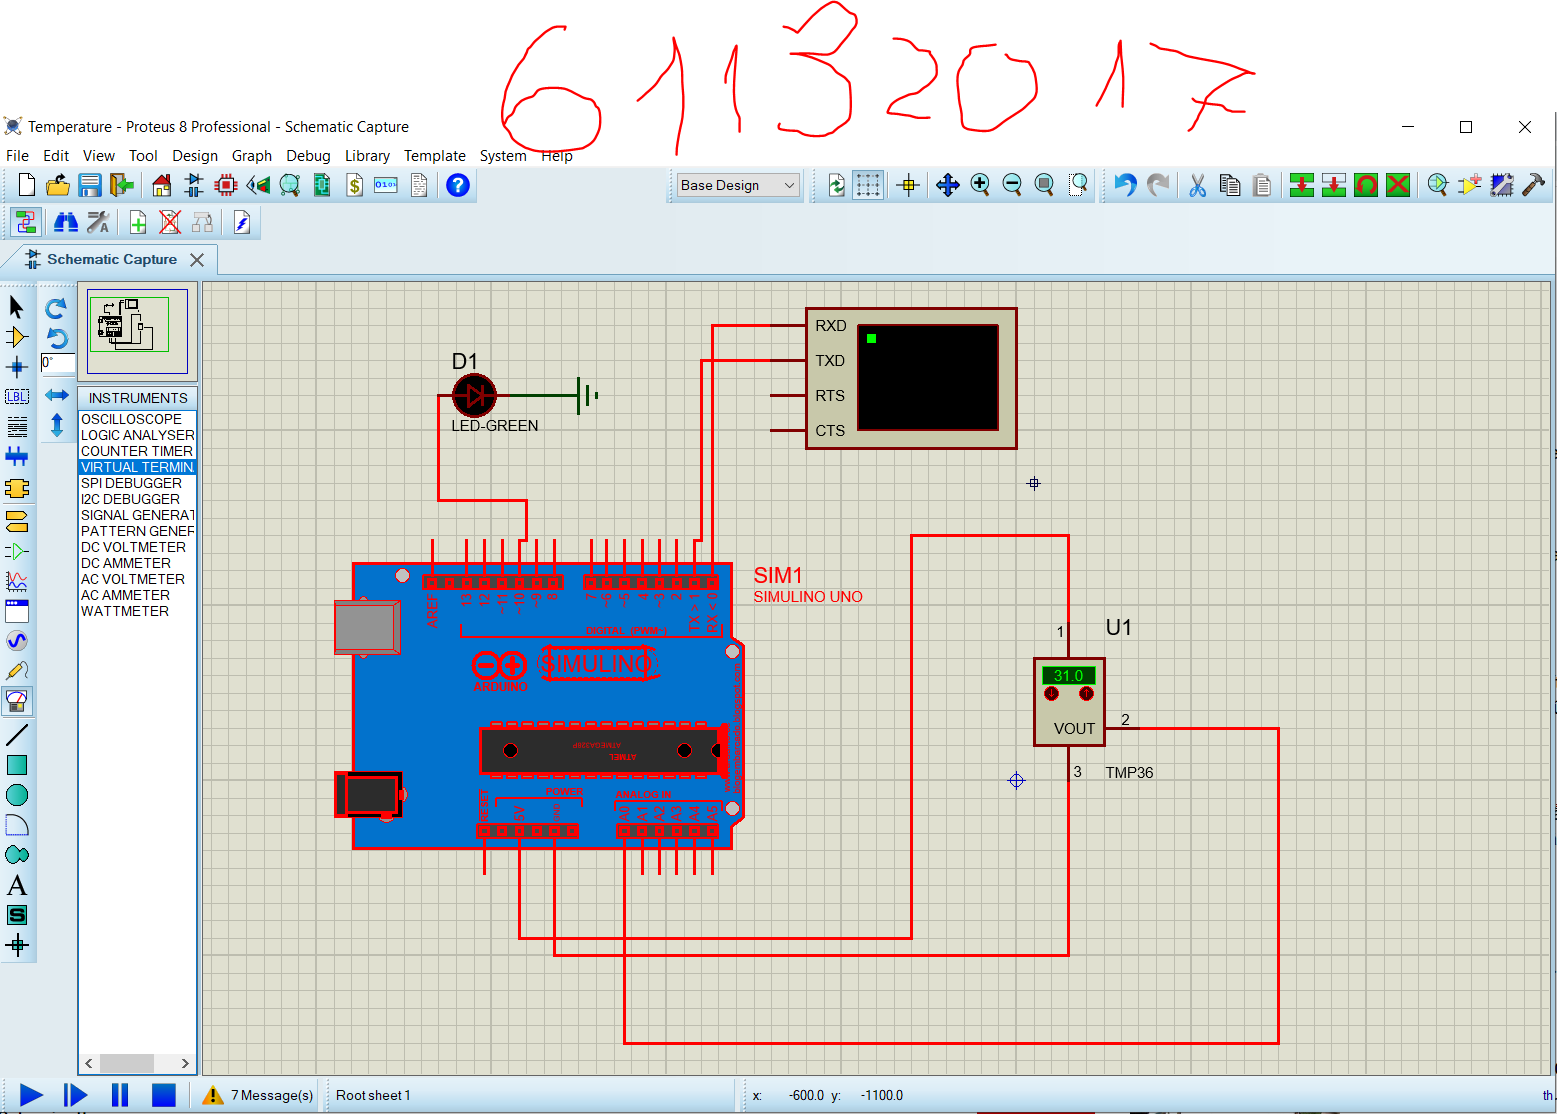 61132017
Temperature - Proteus 8 Professional - Schematic Capture
File Edit View Tool Design Graph Debug Library Template System Help
Base Design
Schematic Capture
0°
INSTRUMENTS
OSCILLOSCOPE
LOGIC ANALYSER
COUNTER TIMER
VIRTUAL TERMIN
SPI DEBUGGER
I2C DEBUGGER
SIGNAL GENERAT
PATTERN GENER
DC VOLTMETER
DC AMMETER
AC VOLTMETER
AC AMMETER
WATTMETER
D1
LED-GREEN
RXD
TXD
RTS
CTS
SIM1
SIMULINO UNO
AREF 13 12 ~11 ~10 ~9 8 7 ~6 ~5 4 ~3 2 TX > 1 RX < 0
DIGITAL (PWM~)
SIMULINO
ARDUINO
ATMEGA328P
ATMEL
POWER
ANALOG IN
RESET 5V GND A0 A1 A2 A3 A4 A5
1
U1
31.0
VOUT
2
3
TMP36
7 Message(s) Root sheet 1 x: -600.0 y: -1100.0 th